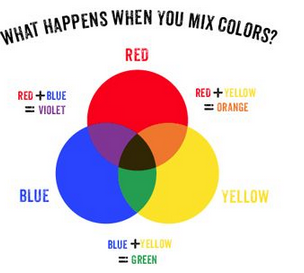 WHAT HAPPENS WHEN YOU MIX COLORS?
RED
RED + BLUE
= VIOLET
RED + YELLOW
= ORANGE
BLUE
YELLOW
BLUE + YELLOW
= GREEN